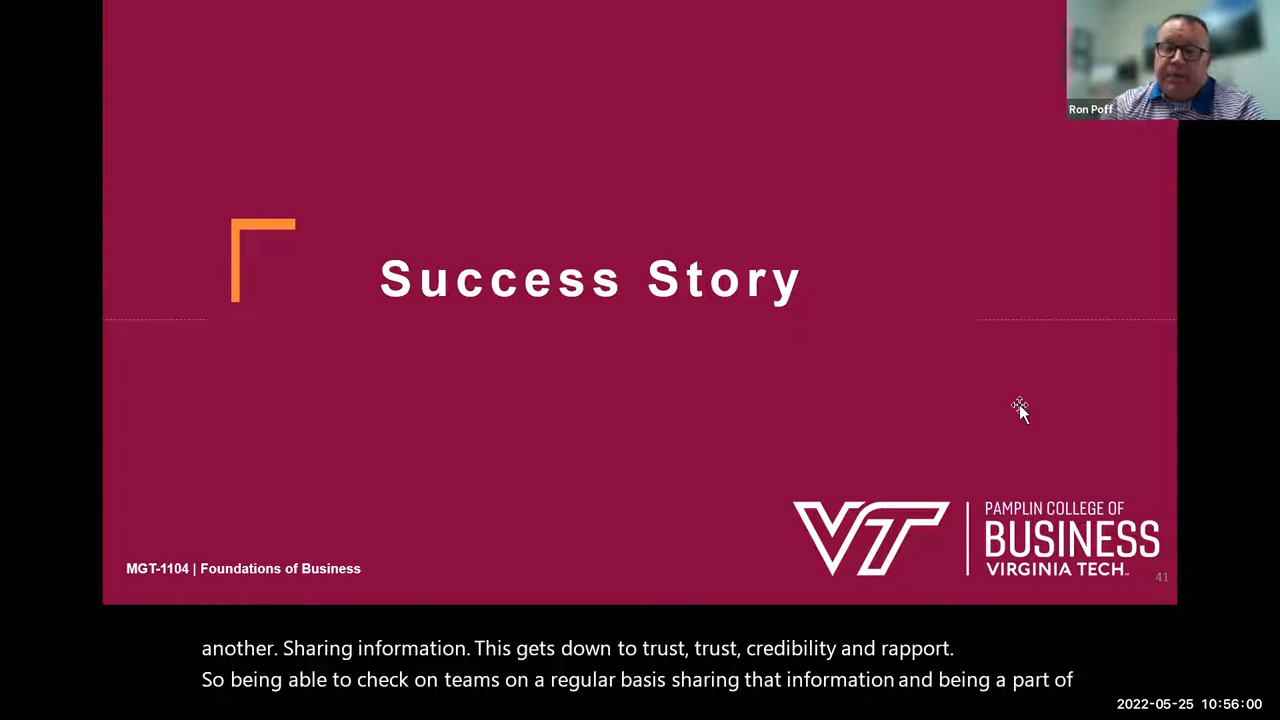 Ron Poff
Success Story
PAMPLIN COLLEGE OF
VT BUSINESS
VIRGINIA TECH™
MGT-1104 | Foundations of Business
41
another. Sharing information. This gets down to trust, trust, credibility and rapport.
So being able to check on teams on a regular basis sharing that information and being a part of
2022-05-25 10:56:00